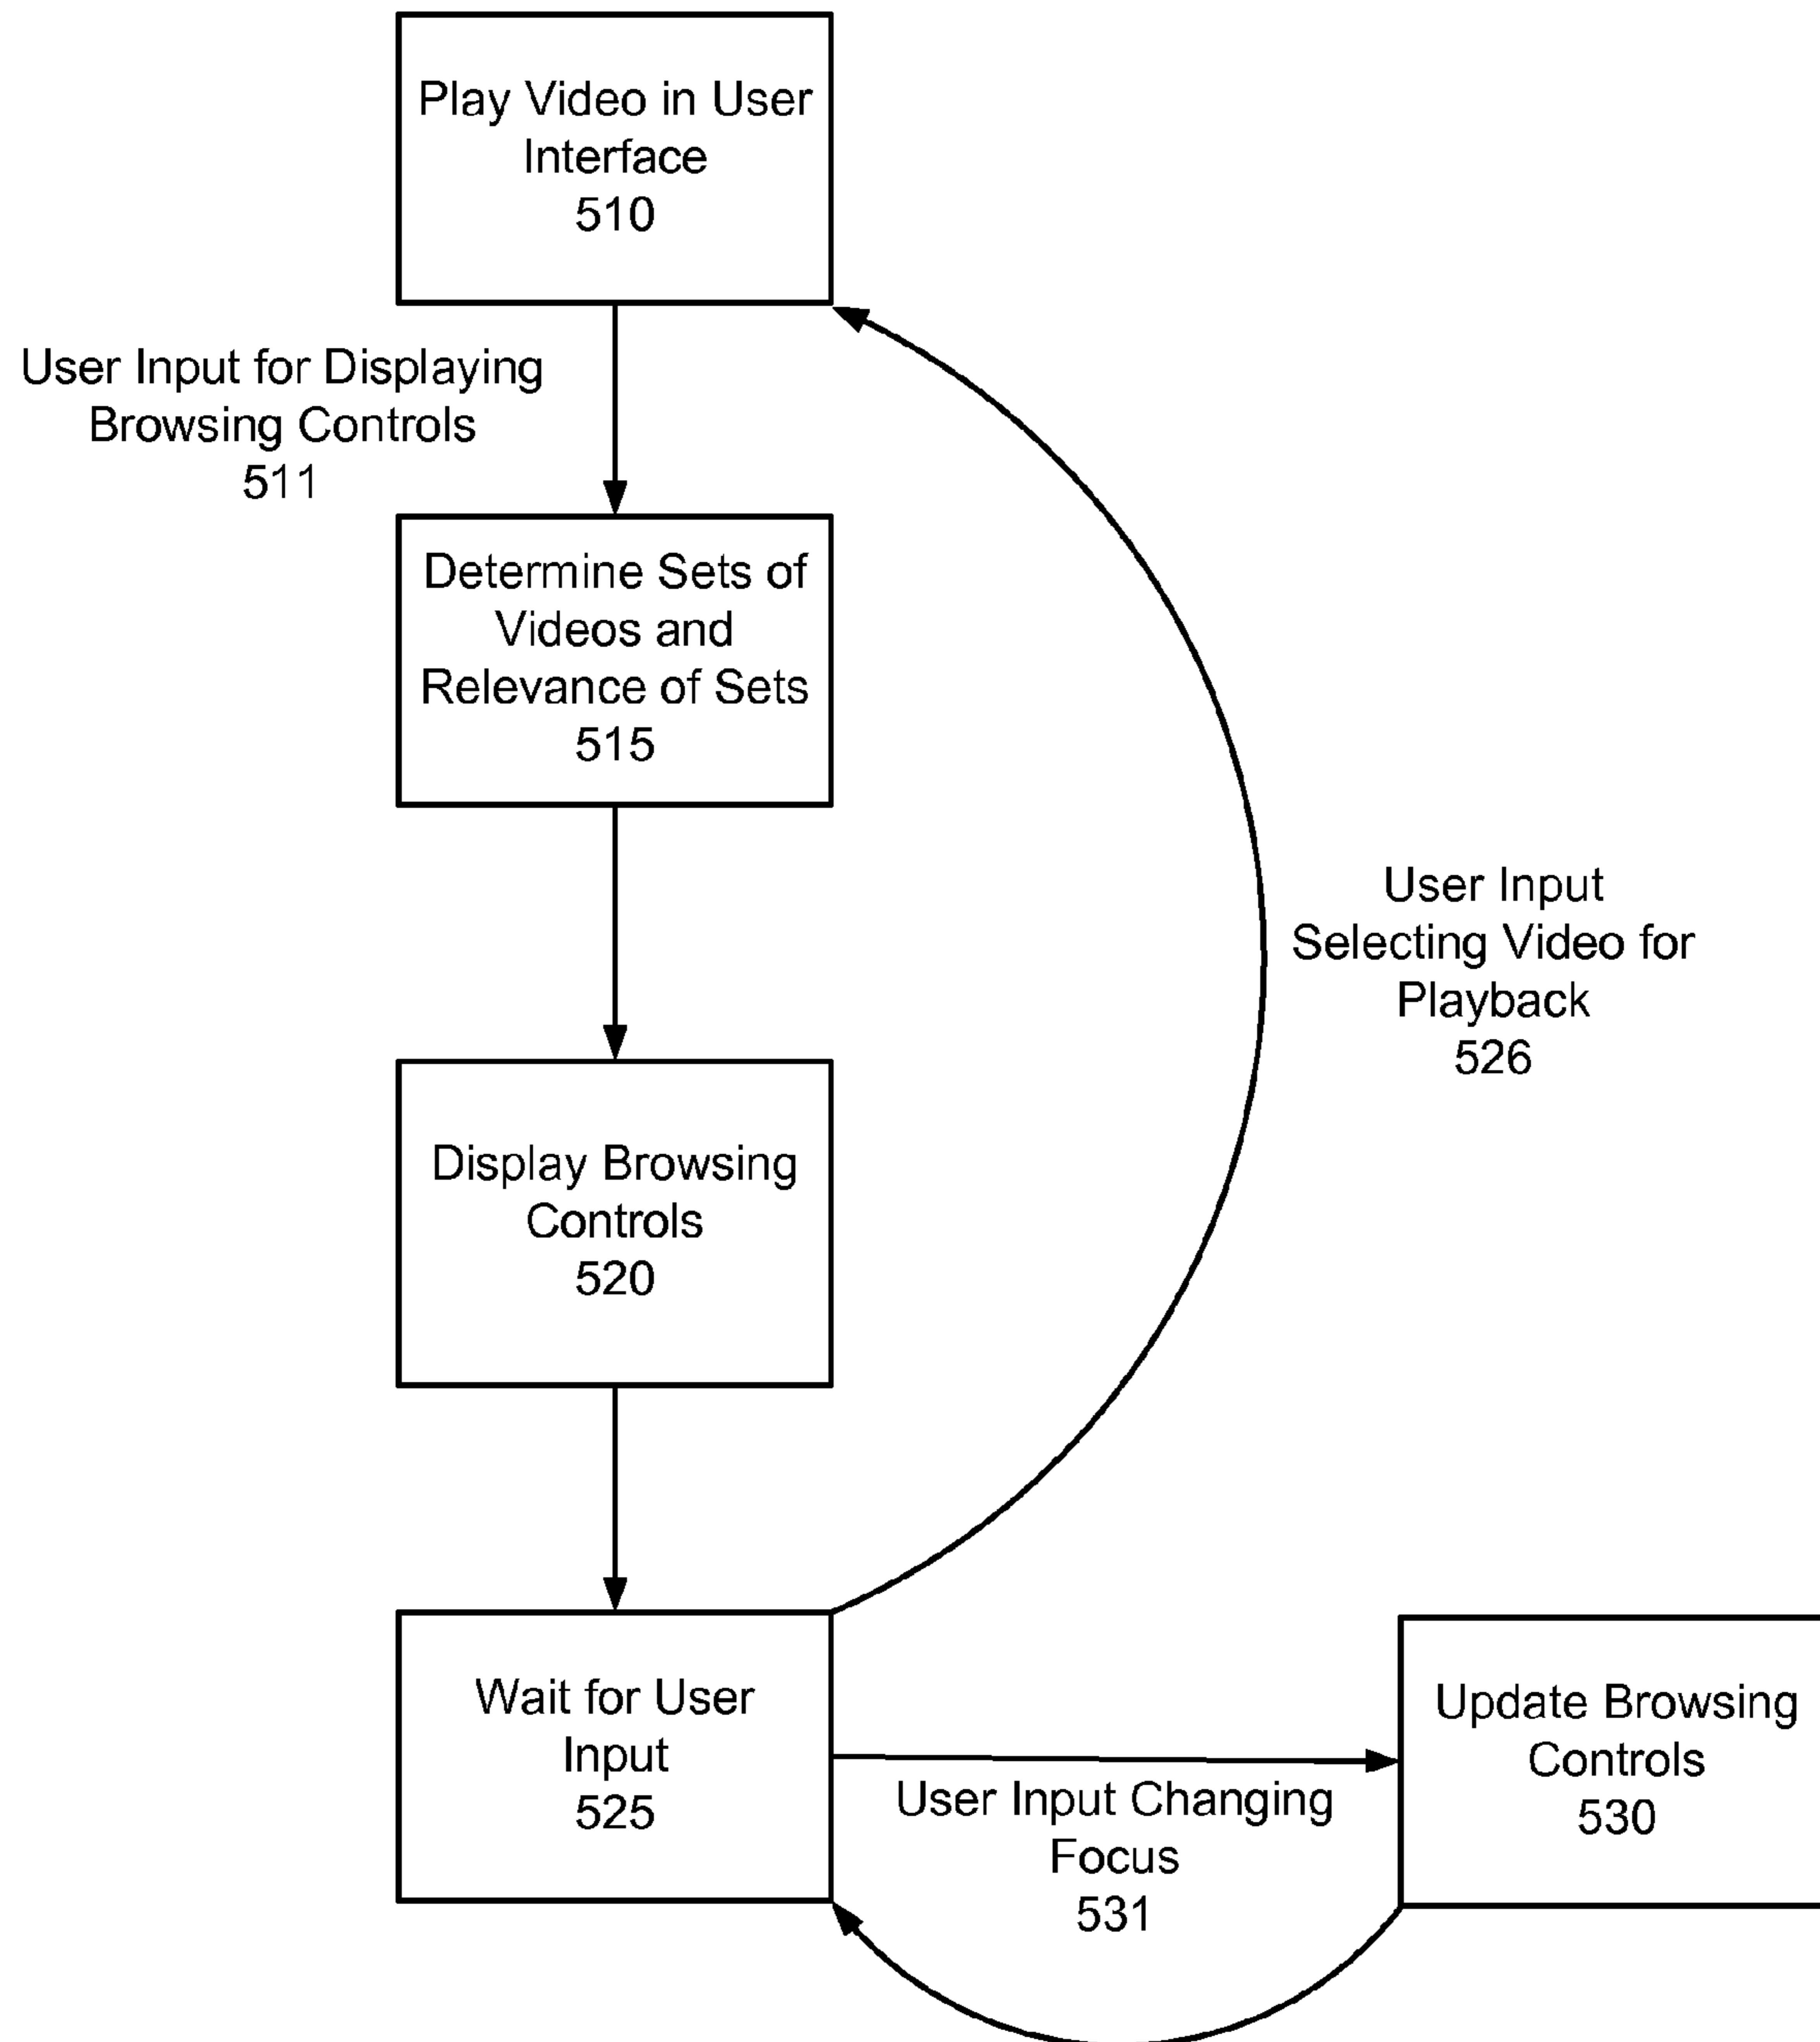 Play Video in User
Interface
510
User Input for Displaying
Browsing Controls
511
Determine Sets of
Videos and
Relevance of Sets
515
User Input
Selecting Video for
Playback
526
Display Browsing
Controls
520
Wait for User
Input
525
User Input Changing
Focus
531
Update Browsing
Controls
530